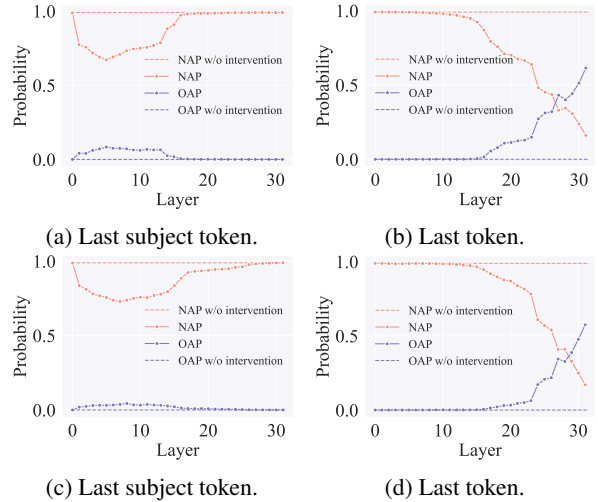 1.0
0.5
0.0
Probability
NAP w/o intervention
NAP
OAP
OAP w/o intervention
0 10 20 30
Layer
(a) Last subject token.
1.0
0.5
0.0
Probability
NAP w/o intervention
NAP
OAP
OAP w/o intervention
0 10 20 30
Layer
(b) Last token.
1.0
0.5
0.0
Probability
NAP w/o intervention
NAP
OAP
OAP w/o intervention
0 10 20 30
Layer
(c) Last subject token.
1.0
0.5
0.0
Probability
NAP w/o intervention
NAP
OAP
OAP w/o intervention
0 10 20 30
Layer
(d) Last token.